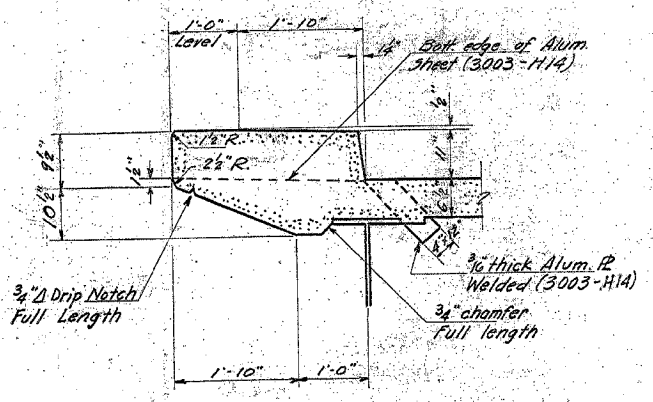 1'-0"
Level
1'-10"
1/4"
Bott edge of Alum.
Sheet (3003-H14)
1/2"
11"
6 1/2"
9 1/2"
1 1/2"
10 1/2"
1 1/2" R.
2 1/2" R.
4"x12"
3/4" Δ Drip Notch
Full Length
3/16" thick Alum. PL
Welded (3003-H14)
3/4" chamfer
Full length
1'-10"
1'-0"